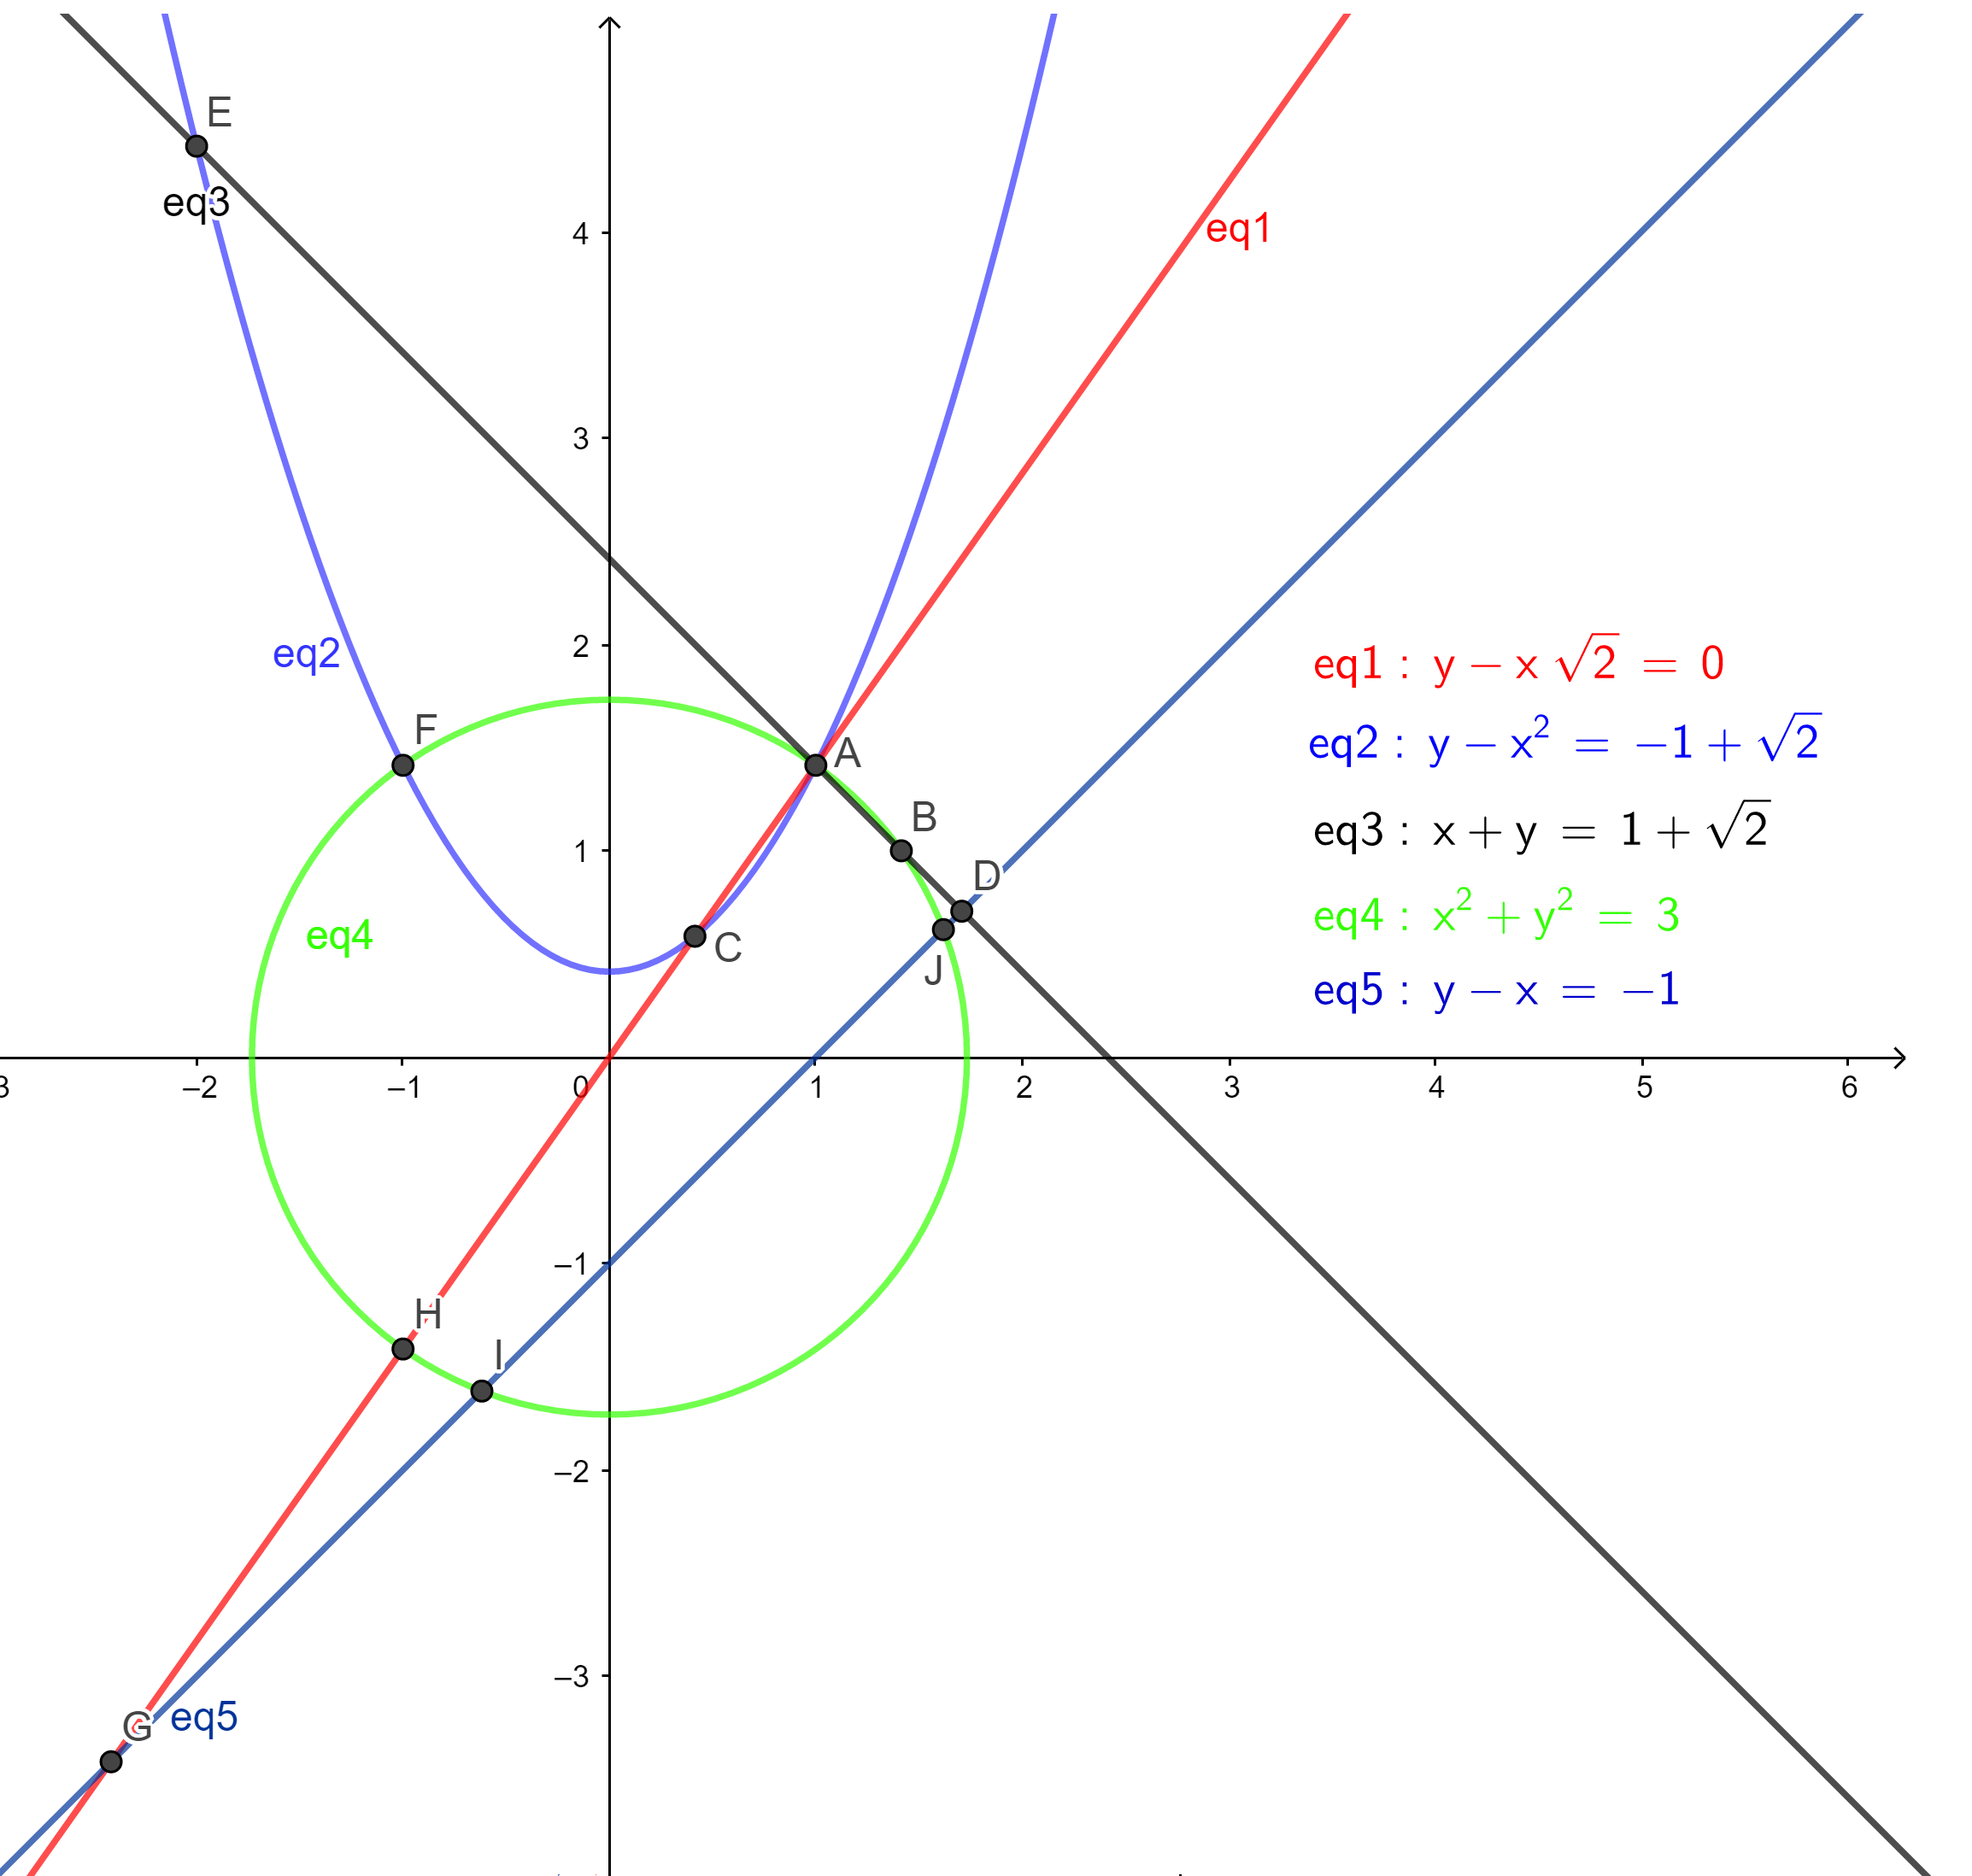 E
eq3
4
eq1
3
eq2
2
F
A
B
1
D
C
J
eq4
eq1 : y − x √2 = 0
eq2 : y − x² = −1 + √2
eq3 : x + y = 1 + √2
eq4 : x² + y² = 3
eq5 : y − x = −1
3 −2 −1 0 1 2 3 4 5 6
−1
H
I
−2
−3
G
eq5